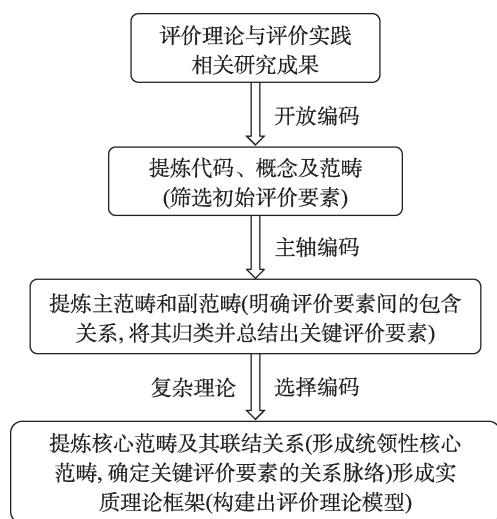 评价理论与评价实践
相关研究成果
开放编码
提炼代码、概念及范畴
(筛选初始评价要素)
主轴编码
提炼主范畴和副范畴(明确评价要素间的包含
关系, 将其归类并总结出关键评价要素)
复杂理论 选择编码
提炼核心范畴及其联结关系(形成统领性核心
范畴, 确定关键评价要素的关系脉络)形成实
质理论框架(构建出评价理论模型)